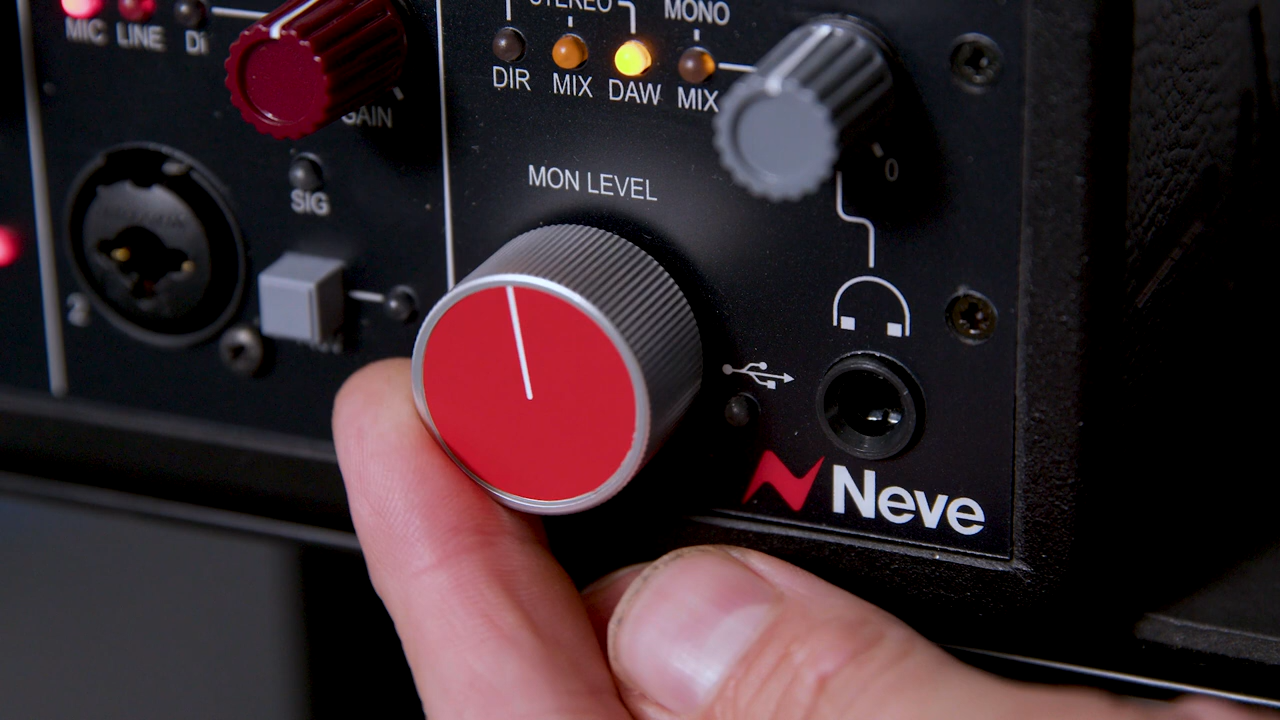 MIC LINE Di
GAIN
SIG
2
STEREO
MONO
DIR MIX DAW MIX
0
MON LEVEL
Neve